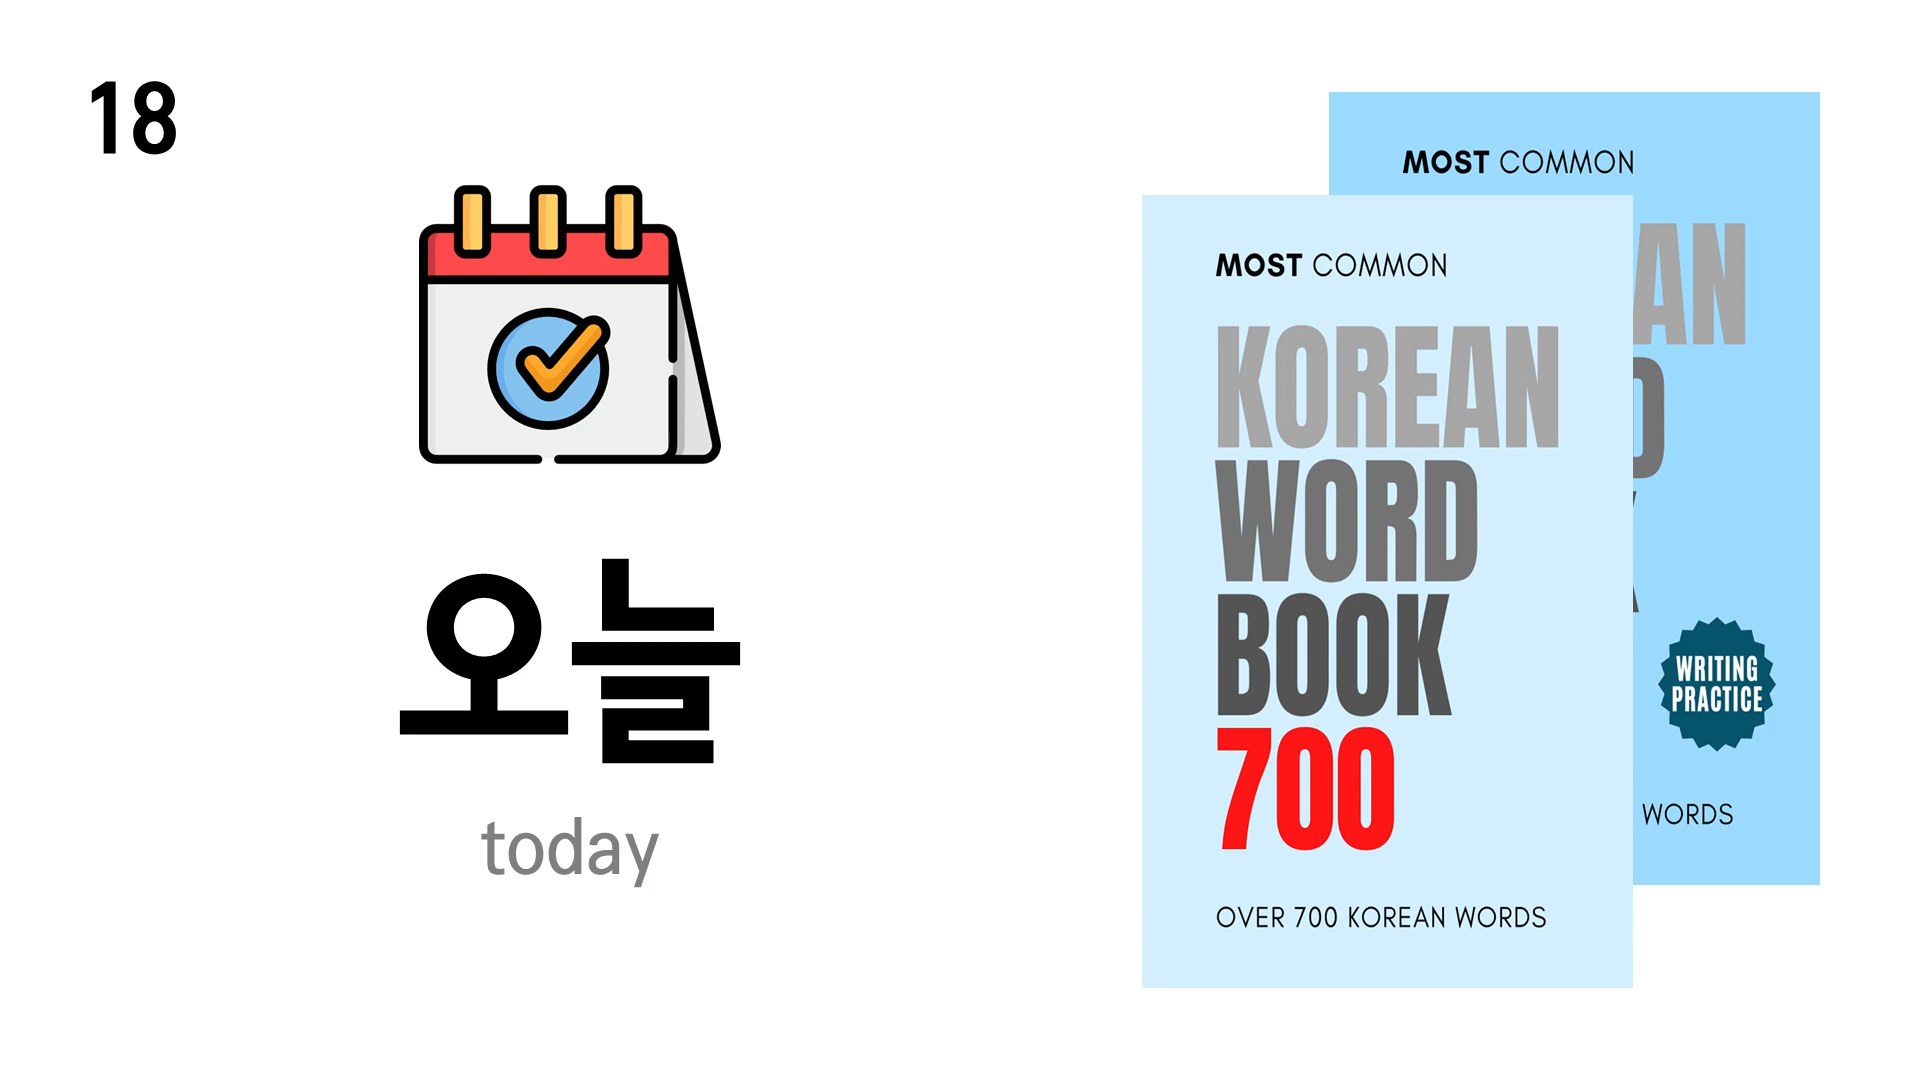 18
오늘
today
MOST COMMON
KOREAN
WORD
BOOK
700
OVER 700 KOREAN WORDS
MOST COMMON
WRITING
PRACTICE
WORDS